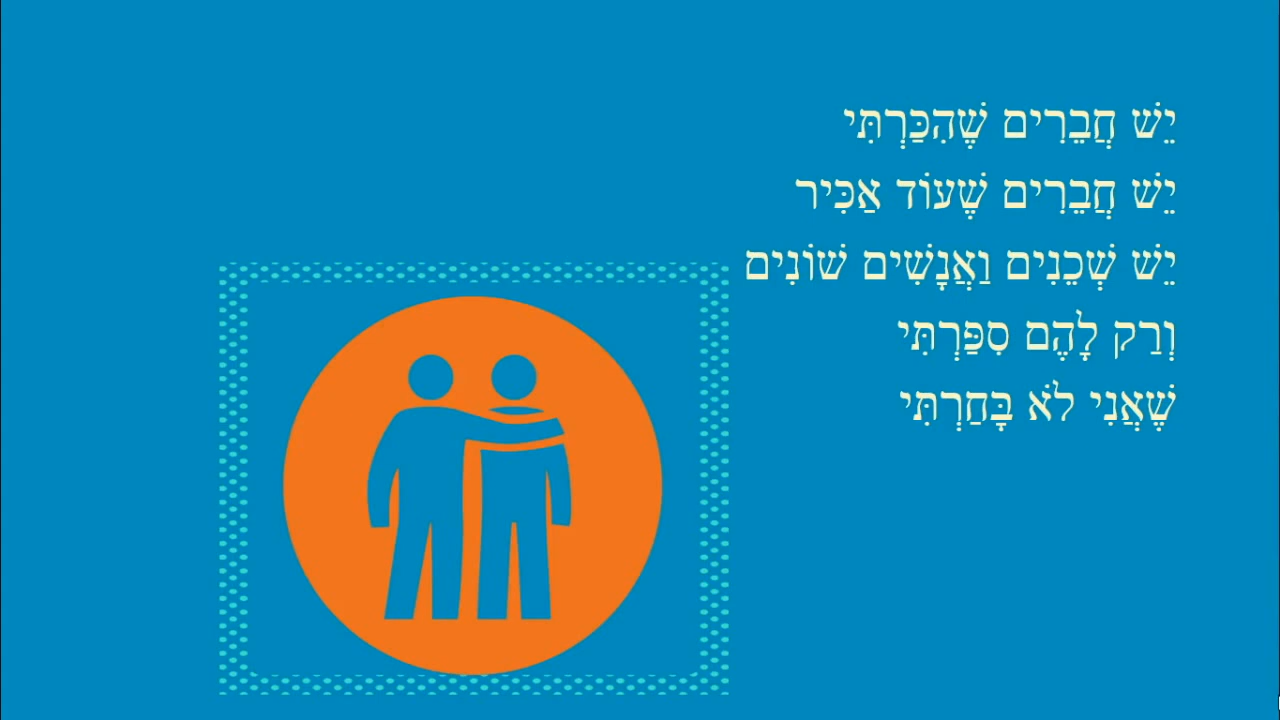 יֵשׁ חֲבֵרִים שֶׁהִכַּרְתִּי
יֵשׁ חֲבֵרִים שֶׁעוֹד אַכִּיר
יֵשׁ שְׁכֵנִים וַאֲנָשִׁים שׁוֹנִים
וְרַק לָהֶם סִפַּרְתִּי
שֶׁאֲנִי לֹא בָּחַרְתִּי